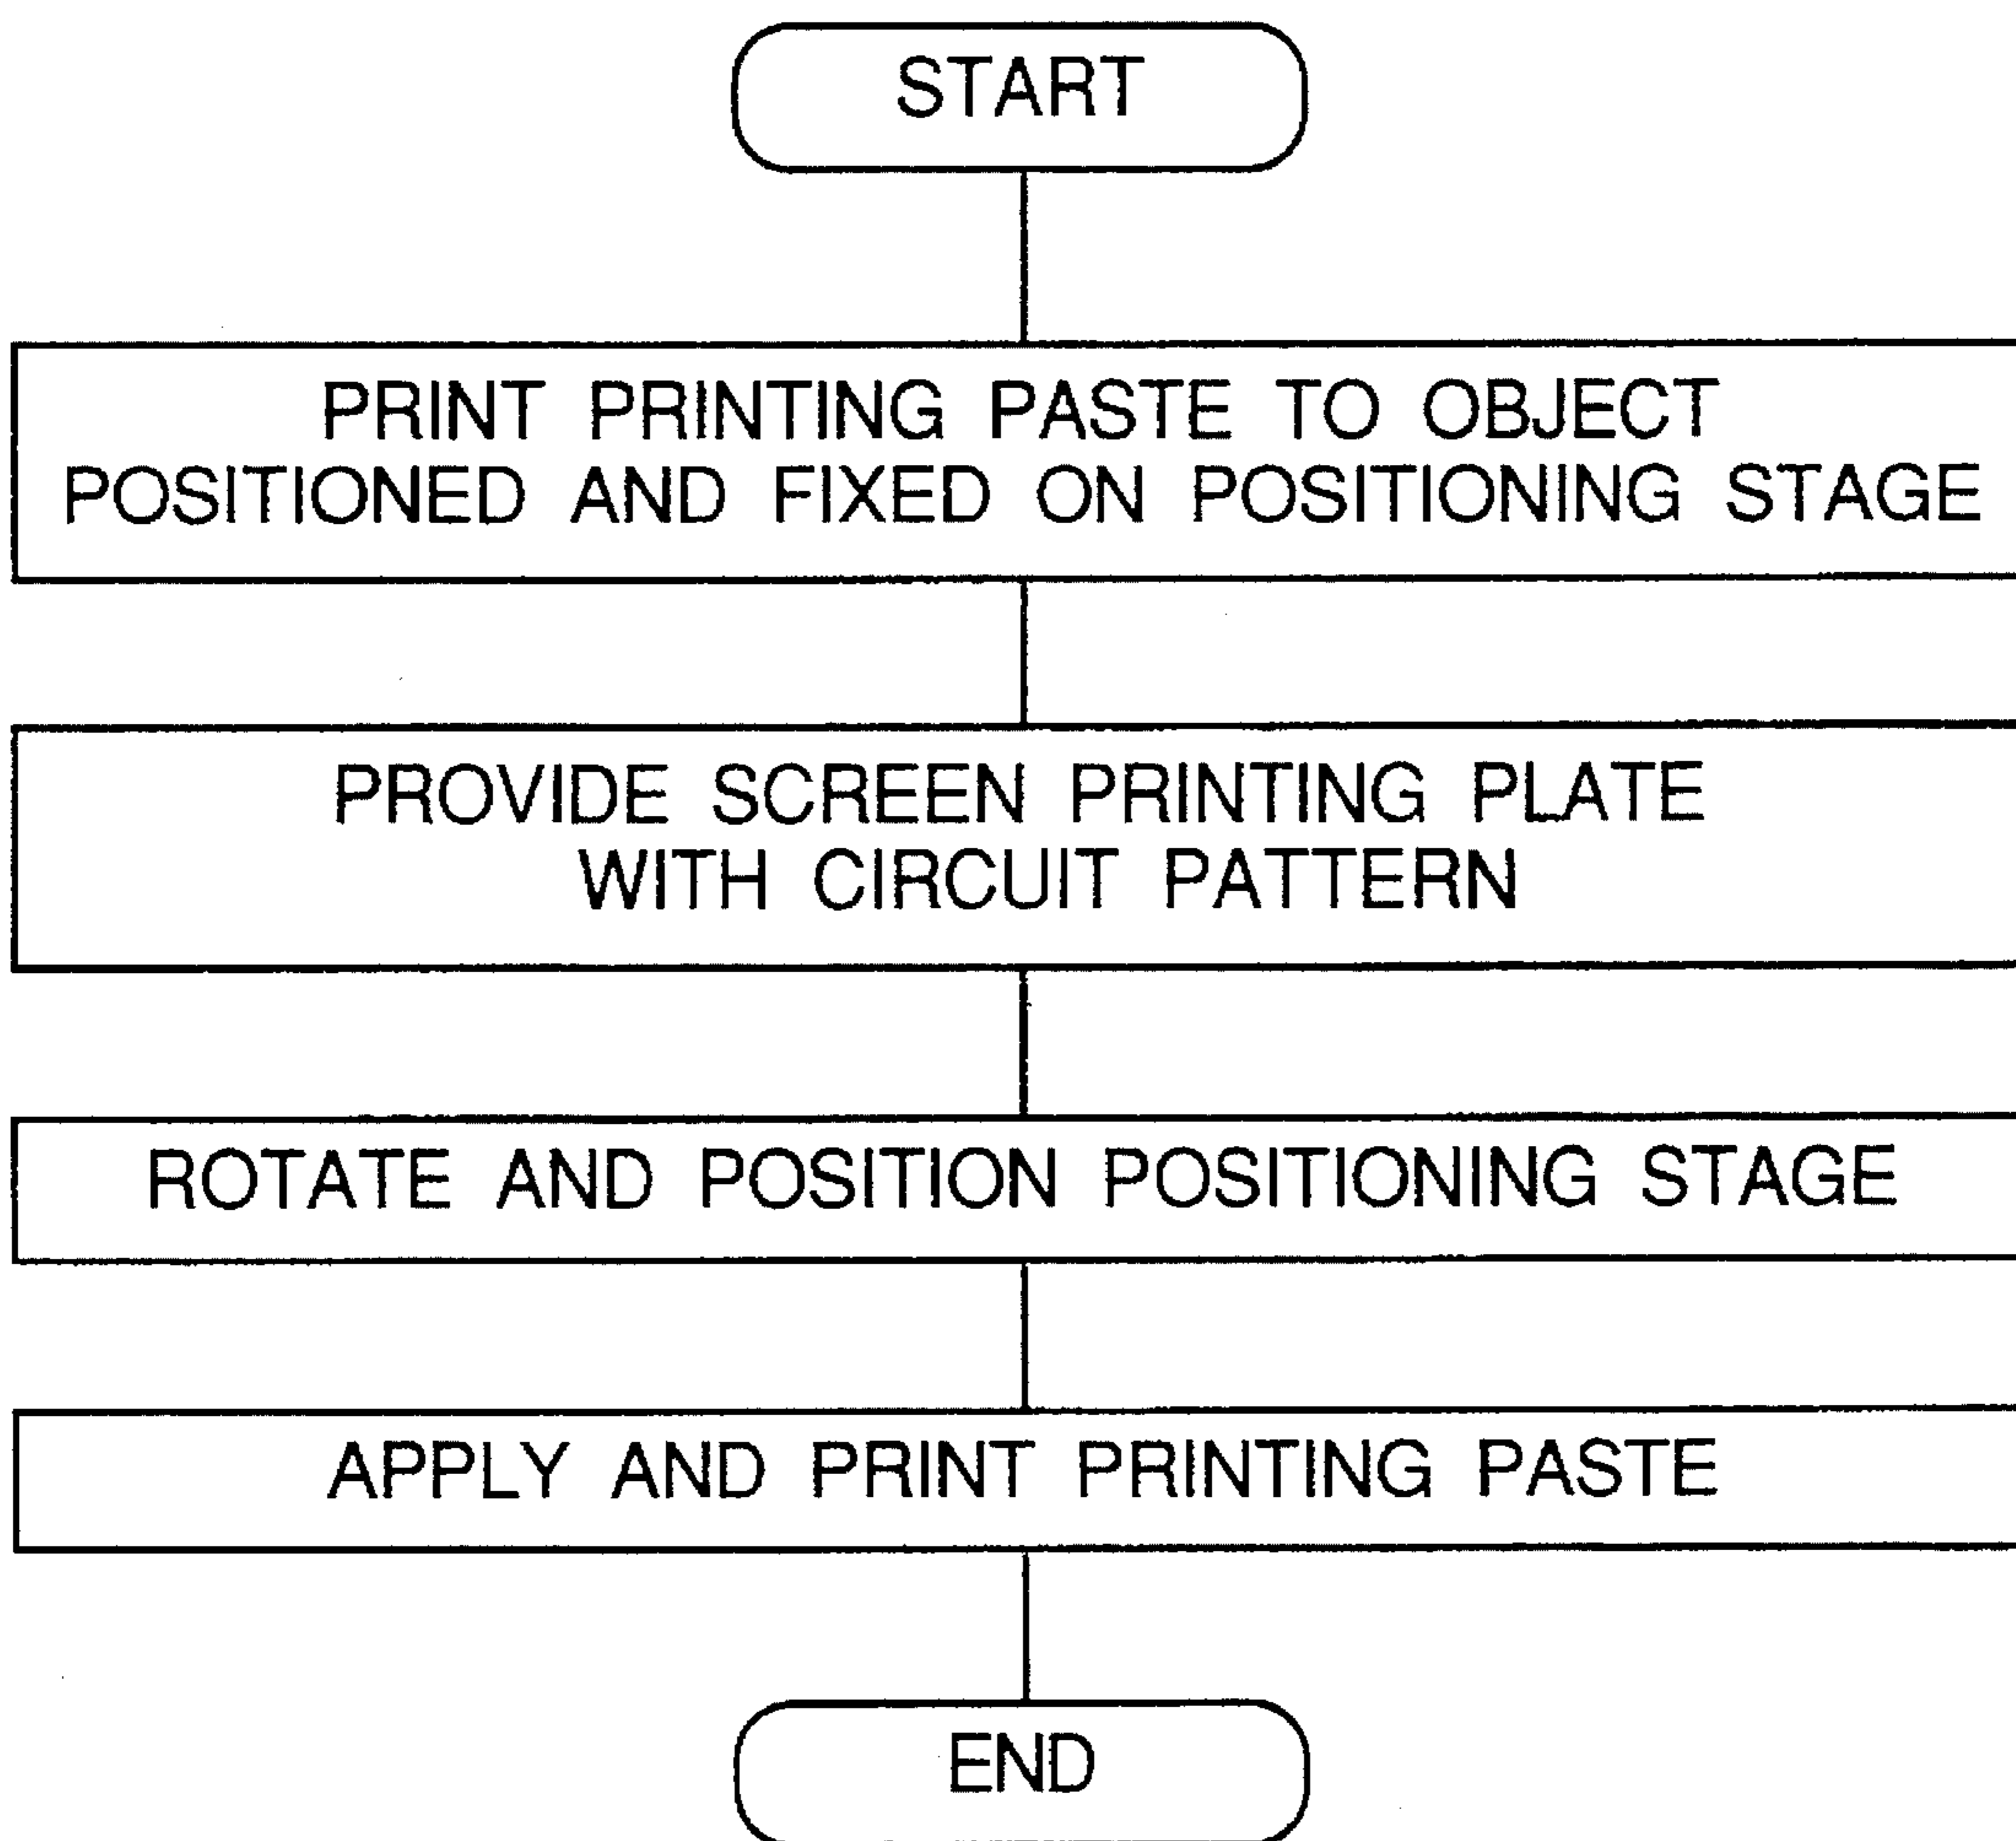 START
PRINT PRINTING PASTE TO OBJECT
POSITIONED AND FIXED ON POSITIONING STAGE
PROVIDE SCREEN PRINTING PLATE
WITH CIRCUIT PATTERN
ROTATE AND POSITION POSITIONING STAGE
APPLY AND PRINT PRINTING PASTE
END